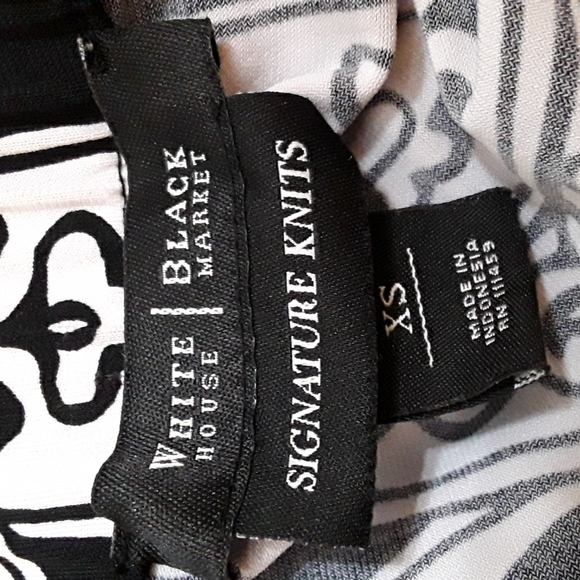 WHITE | BLACK
HOUSE MARKET
SIGNATURE KNITS
XS
MADE IN
INDONESIA
RN 111459